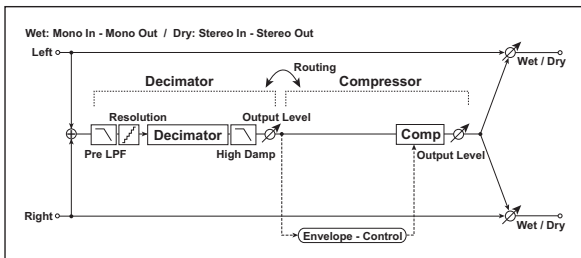 Wet: Mono In - Mono Out / Dry: Stereo In - Stereo Out
Left
Wet / Dry
Routing
Decimator
Compressor
Resolution
Output Level
Decimator
Comp
Pre LPF
High Damp
Output Level
Right
Wet / Dry
Envelope - Control